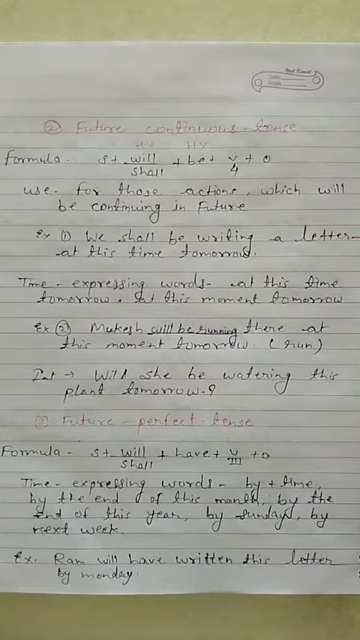 ② Future continuous tense
H.V H.V
Formula - S + will/shall + be + V/4 + O
use - for those actions, which will
be continuing in Future
Ex ① We shall be writing a letter
at this time tomorrow.
Time - expressing words - at this time
tomorrow, at this moment tomorrow
Ex ② Mukesh will be running there at
this moment tomorrow. (run)
Int → Will she be watering this
plant tomorrow.?
③ Future - perfect tense
Formula - S + will/shall + have + V/III + O
Time - expressing words - by + time,
by the end of this month, by the
end of this year, by sunday, by
next week.
Ex. Ram will have written this letter
by monday.